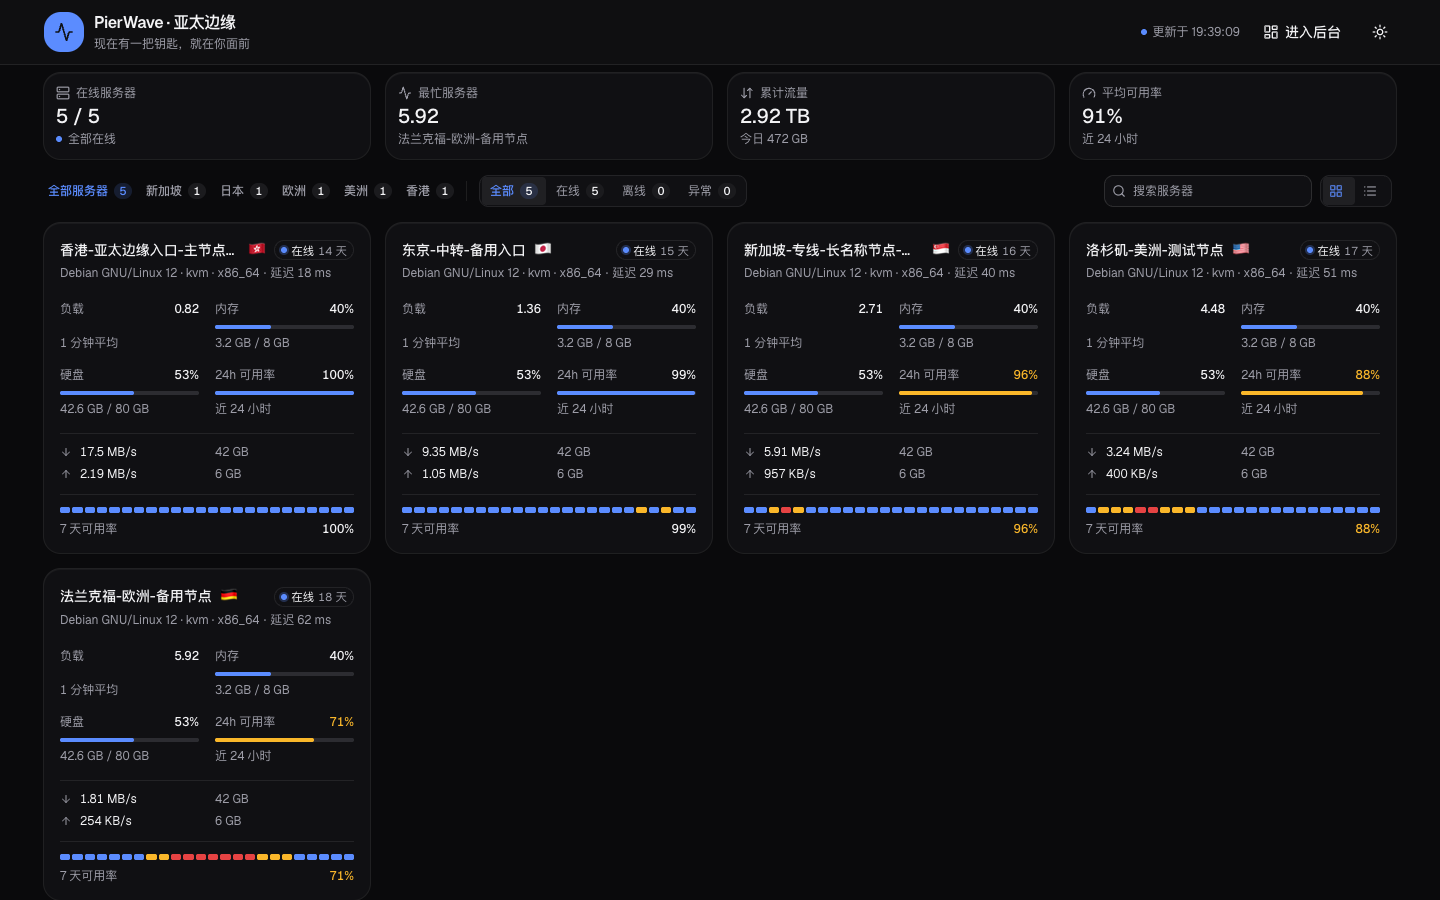 PierWave · 亚太边缘
现在有一把钥匙，就在你面前
更新于 19:39:09
进入后台
在线服务器
5 / 5
全部在线
最忙服务器
5.92
法兰克福-欧洲-备用节点
累计流量
2.92 TB
今日 472 GB
平均可用率
91%
近 24 小时
全部服务器 5 新加坡 1 日本 1 欧洲 1 美洲 1 香港 1
全部 5 在线 5 离线 0 异常 0
搜索服务器
香港-亚太边缘入口-主节点... 在线 14 天
Debian GNU/Linux 12 · kvm · x86_64 · 延迟 18 ms
负载 0.82 内存 40%
1 分钟平均 3.2 GB / 8 GB
硬盘 53% 24h 可用率 100%
42.6 GB / 80 GB 近 24 小时
↓ 17.5 MB/s 42 GB
↑ 2.19 MB/s 6 GB
7 天可用率 100%
东京-中转-备用入口 在线 15 天
Debian GNU/Linux 12 · kvm · x86_64 · 延迟 29 ms
负载 1.36 内存 40%
1 分钟平均 3.2 GB / 8 GB
硬盘 53% 24h 可用率 99%
42.6 GB / 80 GB 近 24 小时
↓ 9.35 MB/s 42 GB
↑ 1.05 MB/s 6 GB
7 天可用率 99%
新加坡-专线-长名称节点-... 在线 16 天
Debian GNU/Linux 12 · kvm · x86_64 · 延迟 40 ms
负载 2.71 内存 40%
1 分钟平均 3.2 GB / 8 GB
硬盘 53% 24h 可用率 96%
42.6 GB / 80 GB 近 24 小时
↓ 5.91 MB/s 42 GB
↑ 957 KB/s 6 GB
7 天可用率 96%
洛杉矶-美洲-测试节点 在线 17 天
Debian GNU/Linux 12 · kvm · x86_64 · 延迟 51 ms
负载 4.48 内存 40%
1 分钟平均 3.2 GB / 8 GB
硬盘 53% 24h 可用率 88%
42.6 GB / 80 GB 近 24 小时
↓ 3.24 MB/s 42 GB
↑ 400 KB/s 6 GB
7 天可用率 88%
法兰克福-欧洲-备用节点 在线 18 天
Debian GNU/Linux 12 · kvm · x86_64 · 延迟 62 ms
负载 5.92 内存 40%
1 分钟平均 3.2 GB / 8 GB
硬盘 53% 24h 可用率 71%
42.6 GB / 80 GB 近 24 小时
↓ 1.81 MB/s 42 GB
↑ 254 KB/s 6 GB
7 天可用率 71%